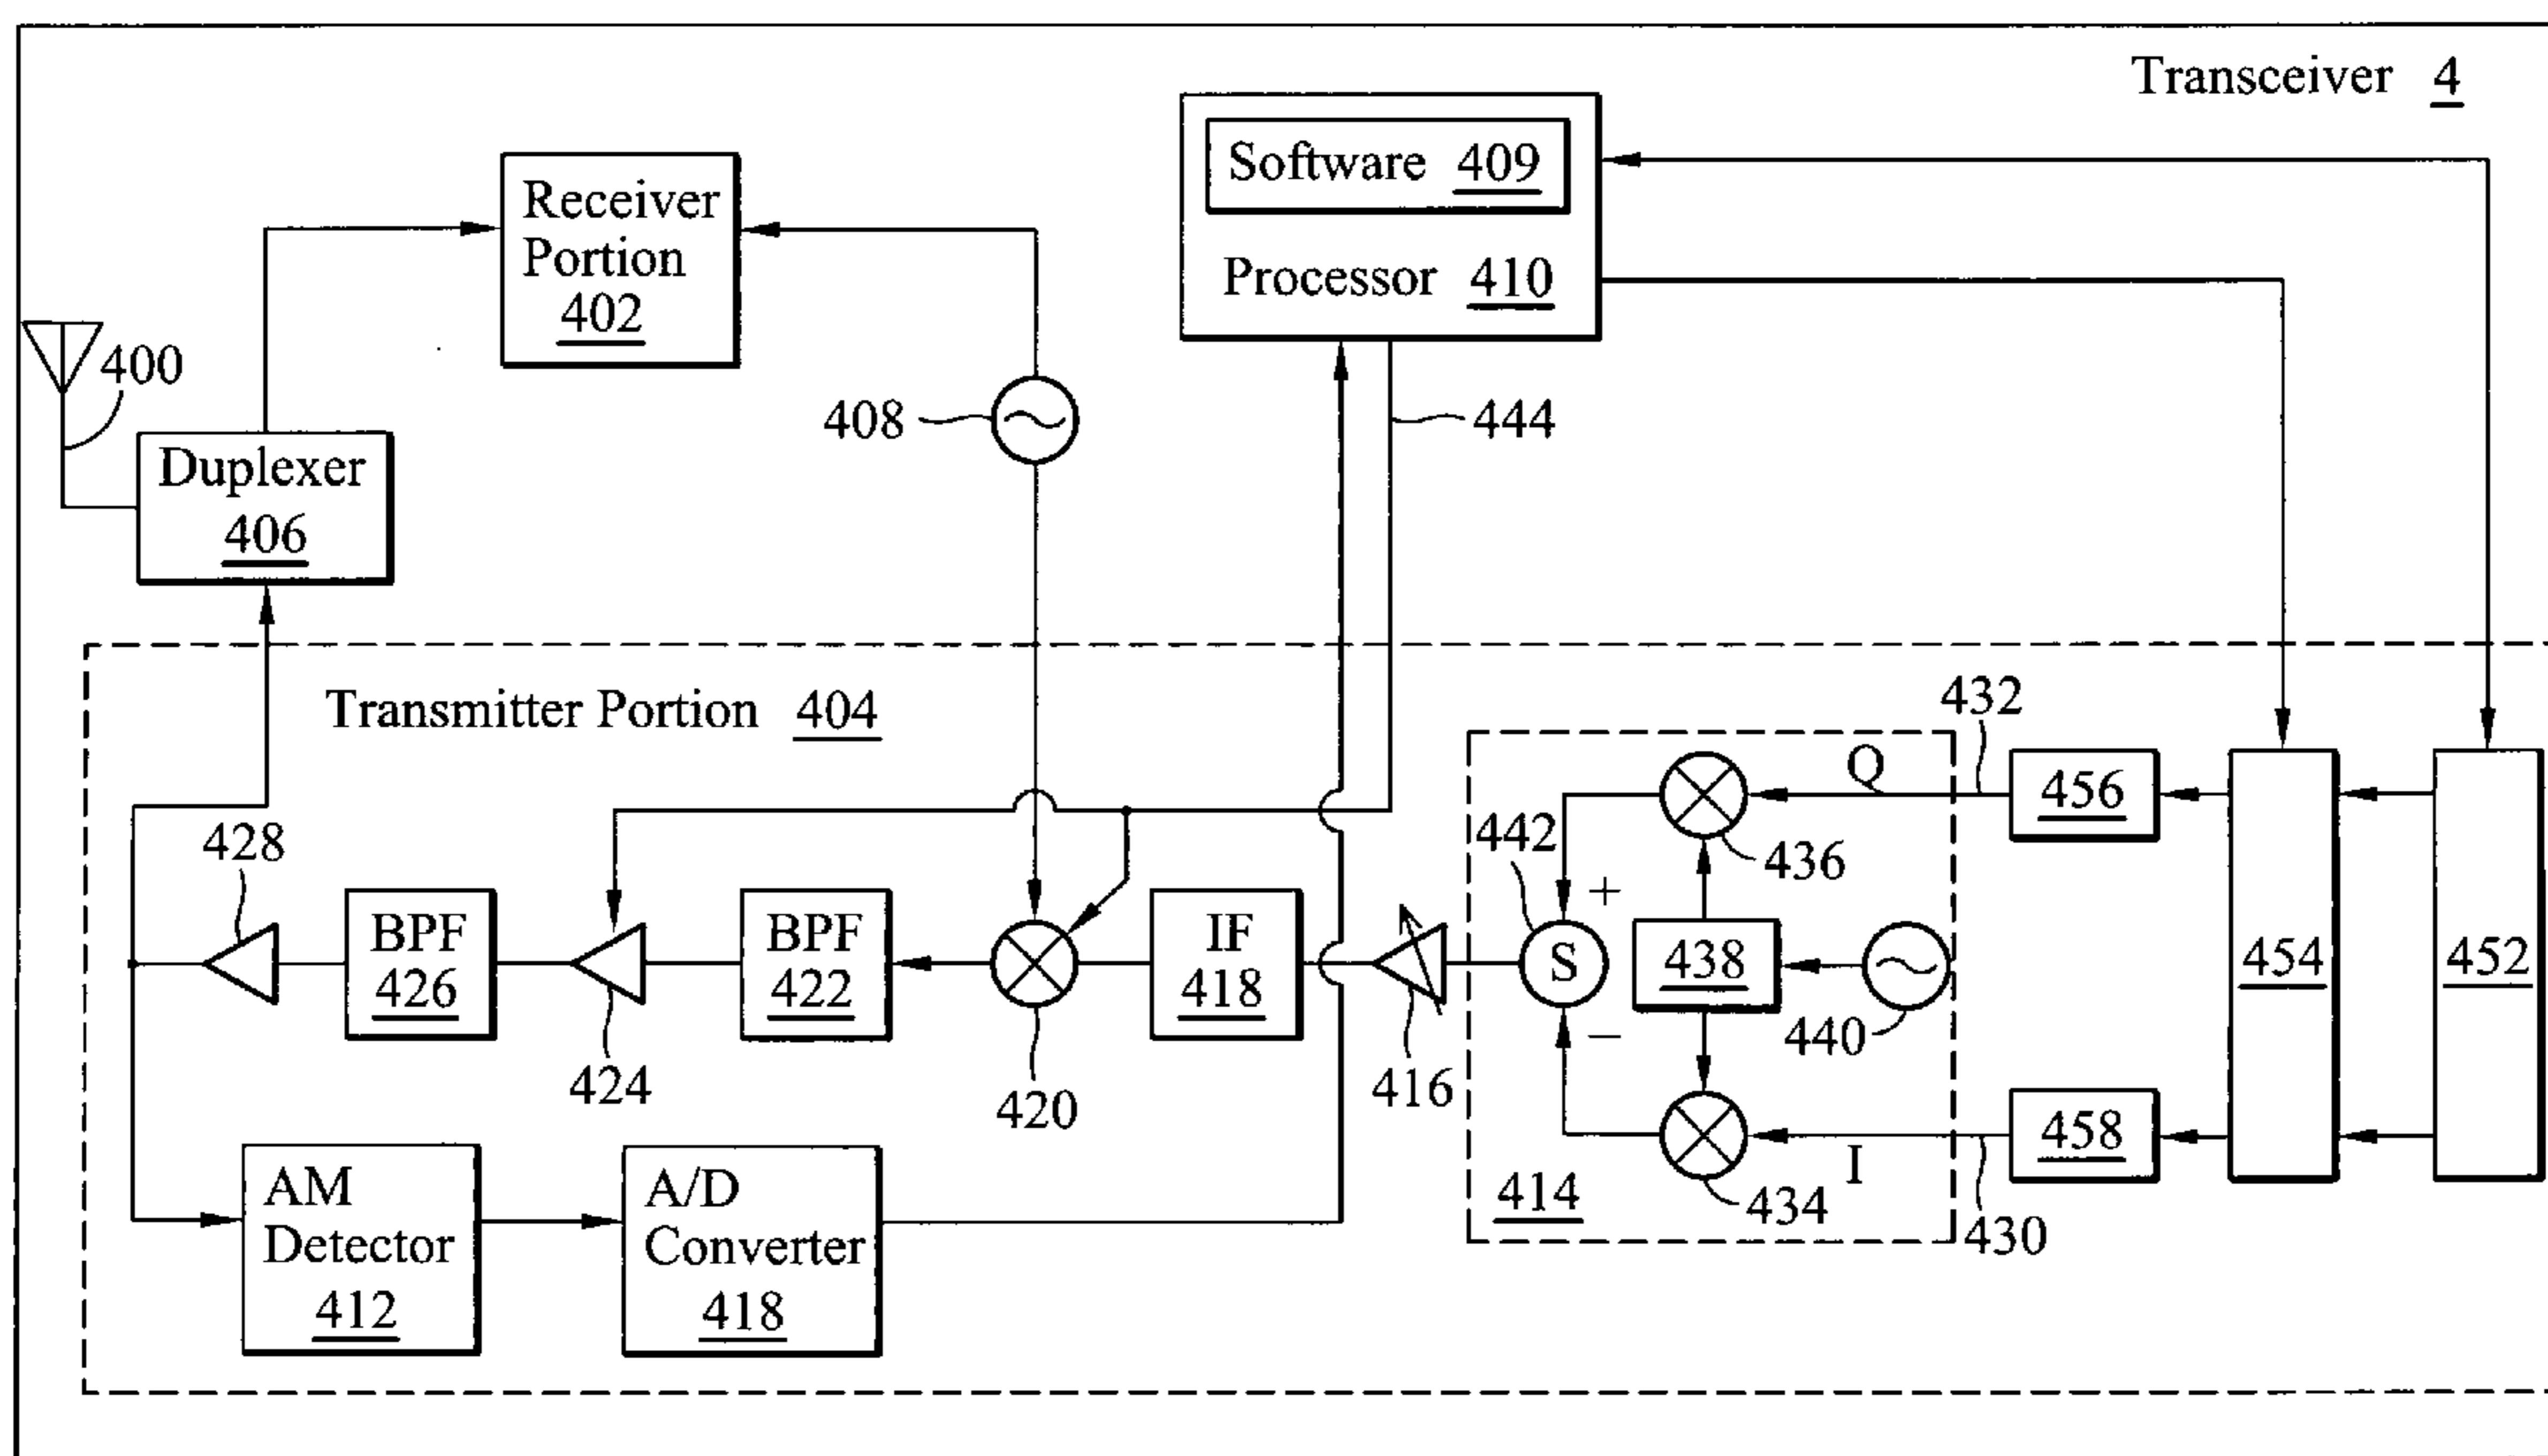 Transceiver 4
Software 409
Processor 410
Receiver
Portion
402
400
408
444
Duplexer
406
Transmitter Portion 404
432
Q
456
428
442
436
+
BPF
426
BPF
422
IF
418
S
438
454
452
440
−
424
420
416
458
I
414
434
430
AM
Detector
412
A/D
Converter
418